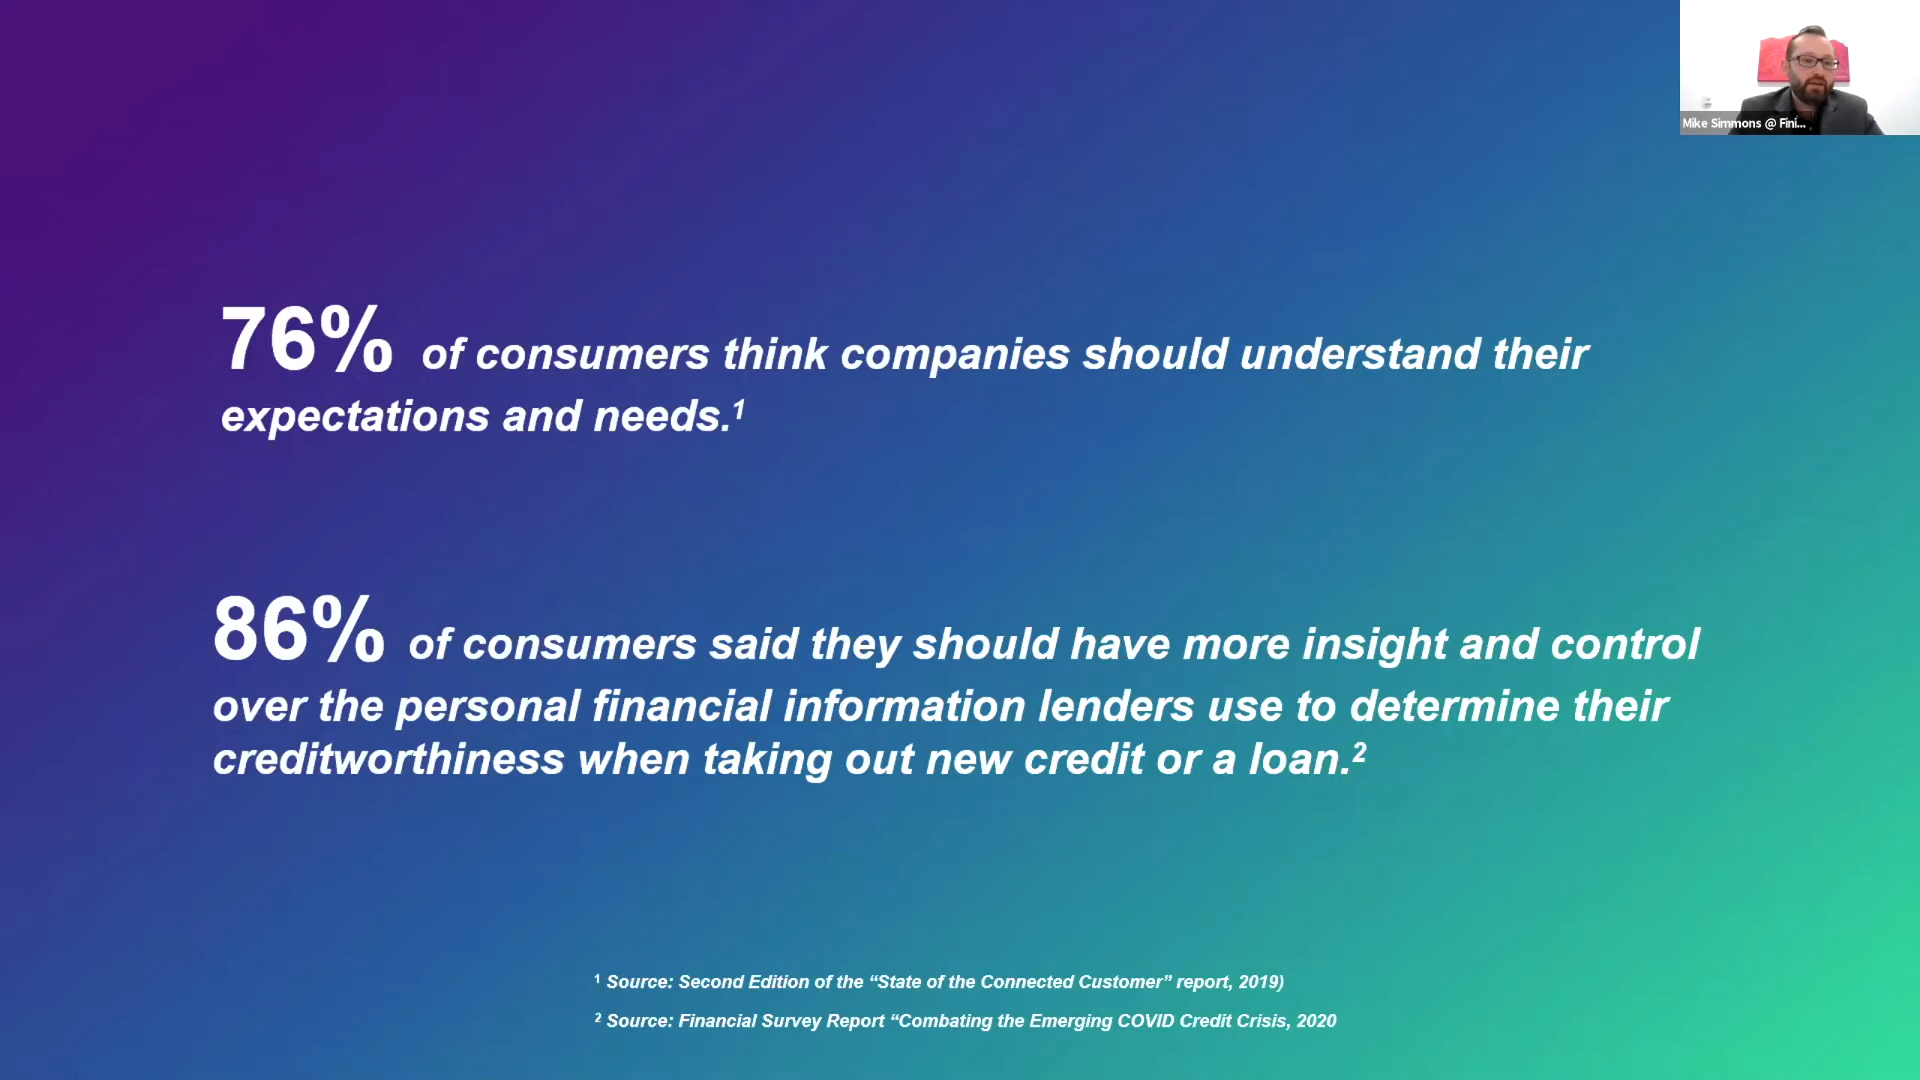 Mike Simmons @ Fini...
76% of consumers think companies should understand their
expectations and needs.¹
86% of consumers said they should have more insight and control
over the personal financial information lenders use to determine their
creditworthiness when taking out new credit or a loan.²
¹ Source: Second Edition of the “State of the Connected Customer” report, 2019)
² Source: Financial Survey Report “Combating the Emerging COVID Credit Crisis, 2020